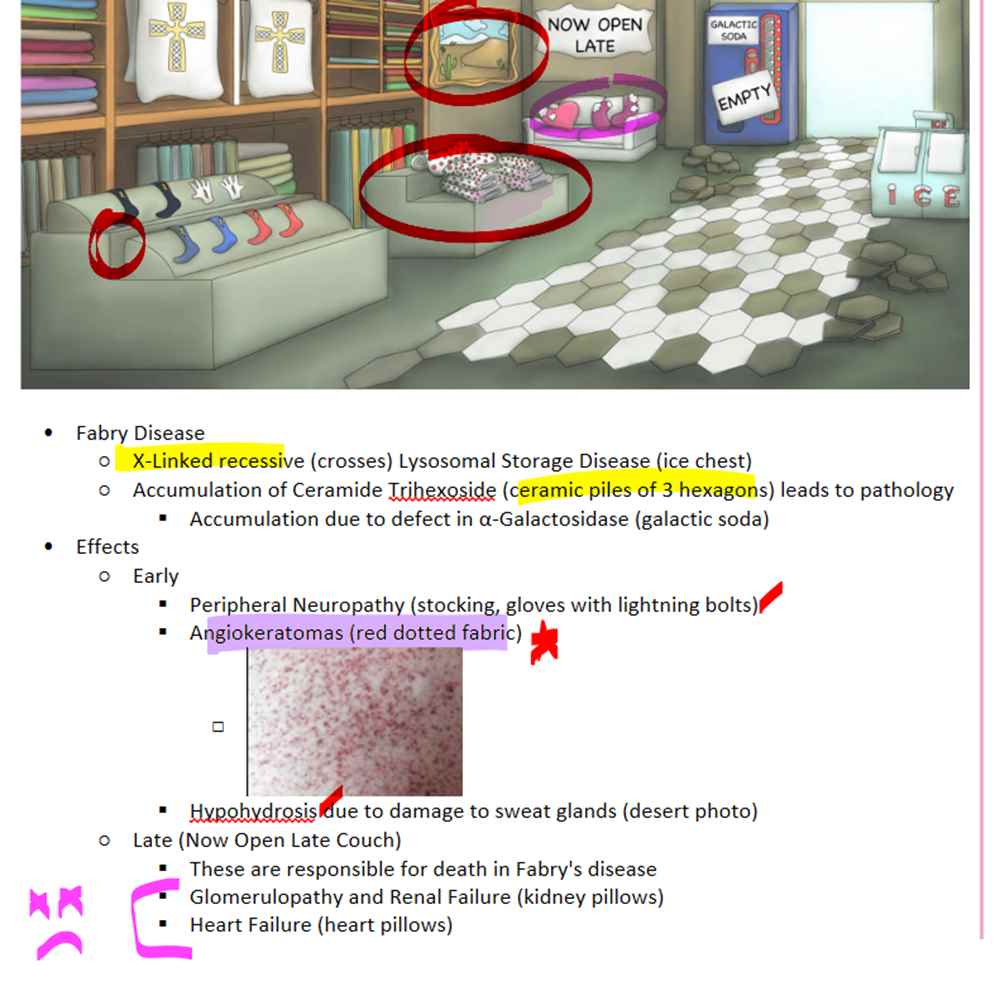 NOW OPEN
LATE
GALACTIC
SODA
EMPTY
ICE
• Fabry Disease
○ X-Linked recessive (crosses) Lysosomal Storage Disease (ice chest)
○ Accumulation of Ceramide Trihexoside (ceramic piles of 3 hexagons) leads to pathology
▪ Accumulation due to defect in α-Galactosidase (galactic soda)
• Effects
○ Early
▪ Peripheral Neuropathy (stocking, gloves with lightning bolts)
▪ Angiokeratomas (red dotted fabric)
▪ Hypohydrosis due to damage to sweat glands (desert photo)
○ Late (Now Open Late Couch)
▪ These are responsible for death in Fabry's disease
▪ Glomerulopathy and Renal Failure (kidney pillows)
▪ Heart Failure (heart pillows)